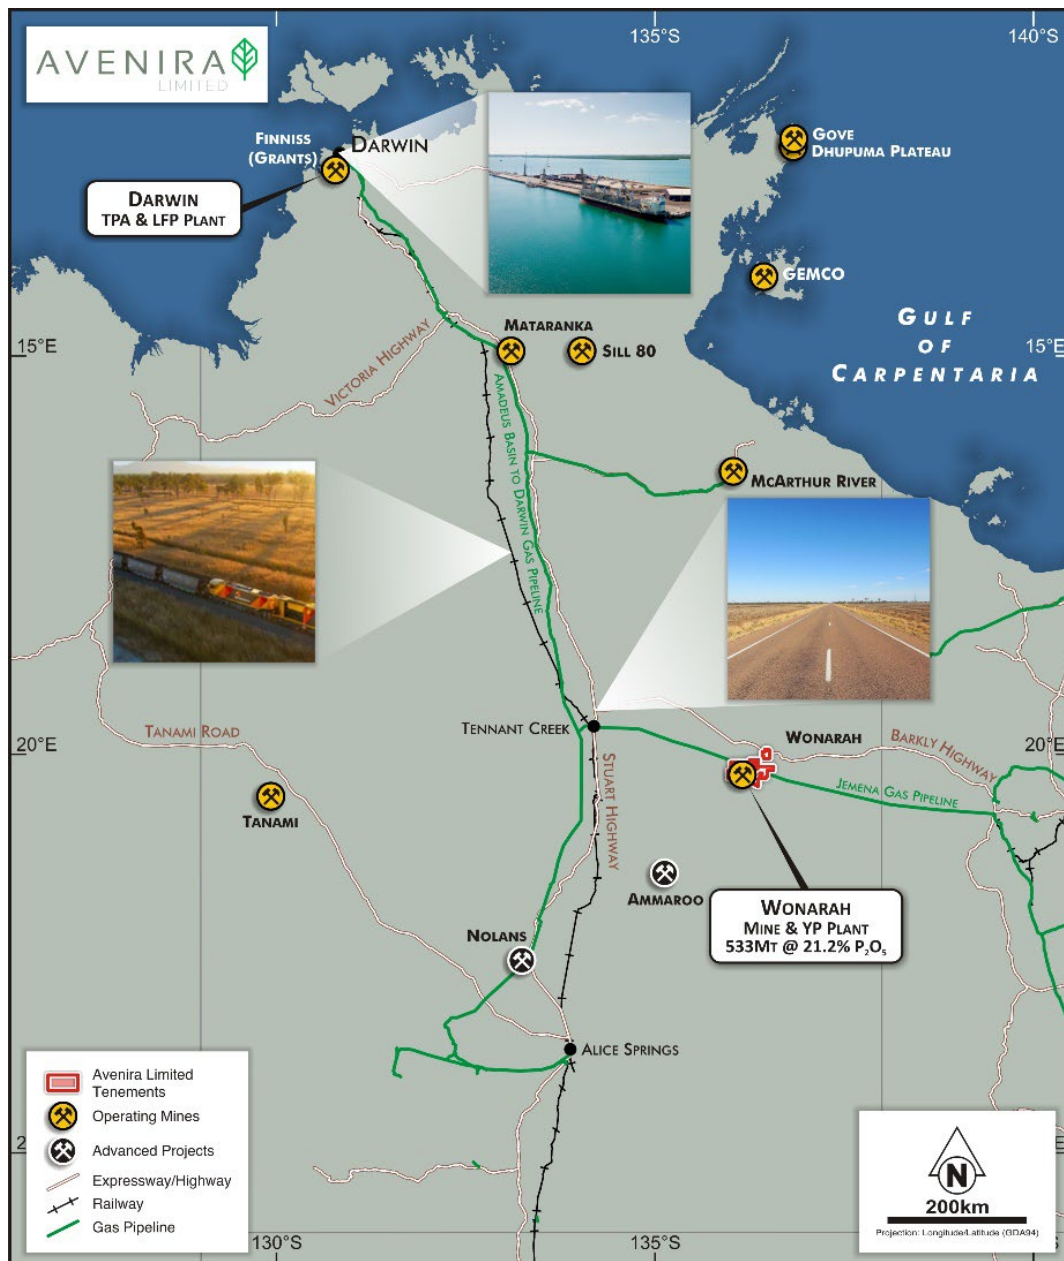 AVENIRA
LIMITED
135°S
140°S
FINNISS
(GRANTS)
DARWIN
GOVE
DHUPUMA PLATEAU
DARWIN
TPA & LFP PLANT
GEMCO
GULF
OF
CARPENTARIA
15°E
15°E
MATARANKA
SILL 80
VICTORIA HIGHWAY
AMADEUS BASIN TO DARWIN GAS PIPELINE
MCARTHUR RIVER
TENNANT CREEK
WONARAH
BARKLY HIGHWAY
20°E
20°E
TANAMI ROAD
STUART HIGHWAY
JEMENA GAS PIPELINE
TANAMI
AMMAROO
WONARAH
MINE & YP PLANT
533MT @ 21.2% P₂O₅
NOLANS
ALICE SPRINGS
Avenira Limited
Tenements
Operating Mines
Advanced Projects
Expressway/Highway
Railway
Gas Pipeline
N
200km
Projection: Longitude/Latitude (GDA94)
130°S
135°S